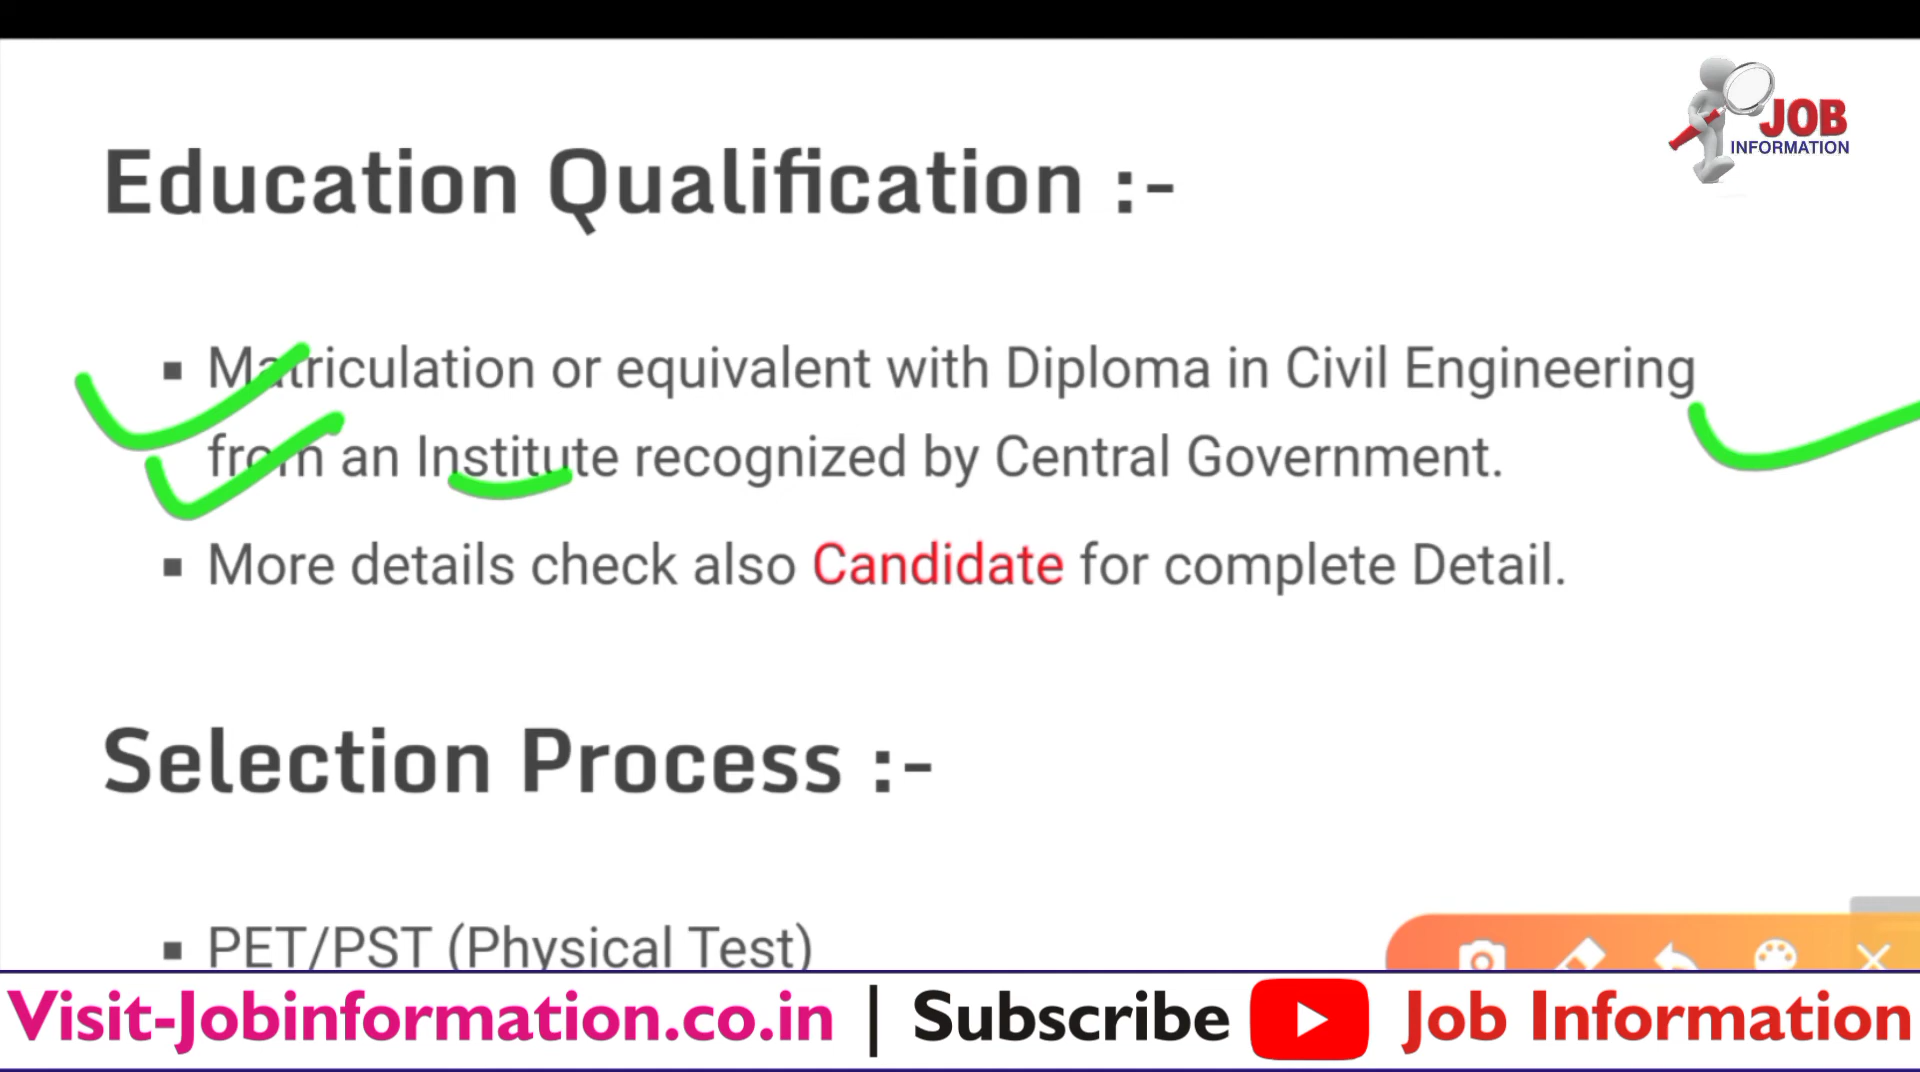 JOB
INFORMATION
Education Qualification :-
▪ Matriculation or equivalent with Diploma in Civil Engineering
from an Institute recognized by Central Government.
▪ More details check also Candidate for complete Detail.
Selection Process :-
▪ PET/PST (Physical Test)
Visit-Jobinformation.co.in | Subscribe Job Information